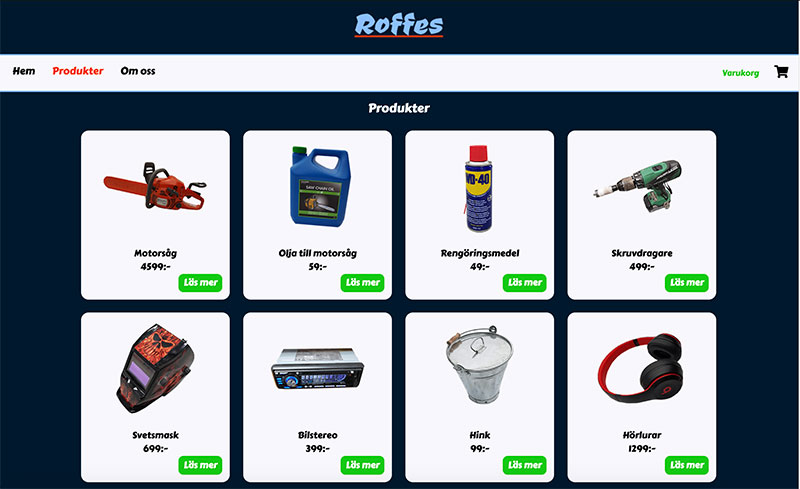 Roffes
Hem Produkter Om oss Varukorg
Produkter
SAW CHAIN OIL
WD-40
Motorsåg Olja till motorsåg Rengöringsmedel Skruvdragare
4599:- 59:- 49:- 499:-
Läs mer Läs mer Läs mer Läs mer
Svetsmask Bilstereo Hink Hörlurar
699:- 399:- 99:- 1299:-
Läs mer Läs mer Läs mer Läs mer